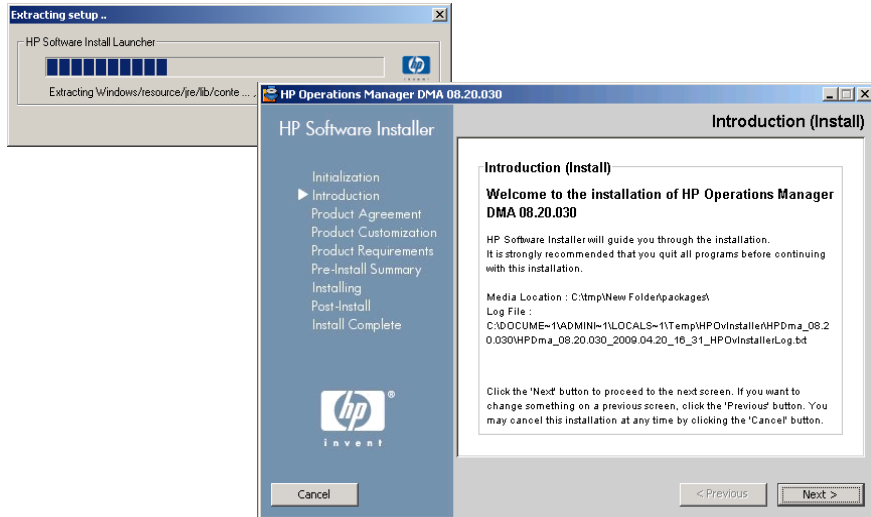 Extracting setup ..
HP Software Install Launcher
hp
invent
Extracting Windows/resource/jre/lib/conte ... ,
HP Operations Manager DMA 08.20.030
HP Software Installer
Introduction (Install)
Initialization
Introduction
Product Agreement
Product Customization
Product Requirements
Pre-Install Summary
Installing
Post-Install
Install Complete
Introduction (Install)
Welcome to the installation of HP Operations Manager
DMA 08.20.030
HP Software Installer will guide you through the installation.
It is strongly recommended that you quit all programs before continuing
with this installation.
Media Location : C:\tmp\New Folder\packages\
Log File :
C:\DOCUME~1\ADMINI~1\LOCALS~1\Temp\HPOvInstaller\HPDma_08.2
0.030\HPDma_08.20.030_2009.04.20_16_31_HPOvInstallerLog.txt
Click the 'Next' button to proceed to the next screen. If you want to
change something on a previous screen, click the 'Previous' button. You
may cancel this installation at any time by clicking the 'Cancel' button.
hp ®
invent
Cancel
< Previous
Next >